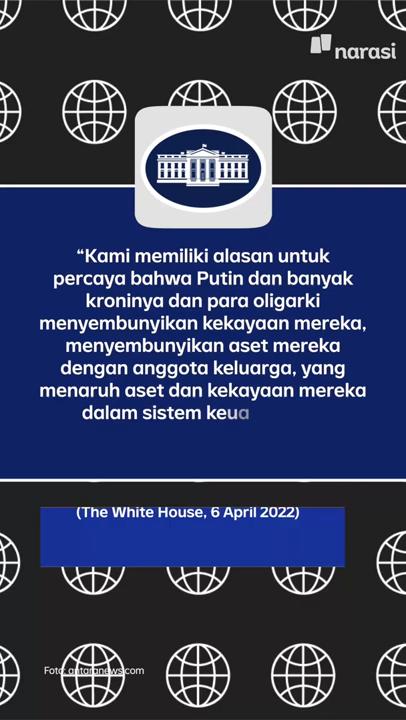 narasi
“Kami memiliki alasan untuk
percaya bahwa Putin dan banyak
kroninya dan para oligarki
menyembunyikan kekayaan mereka,
menyembunyikan aset mereka
dengan anggota keluarga, yang
menaruh aset dan kekayaan mereka
dalam sistem keua
(The White House, 6 April 2022)
Foto: antaranews.com